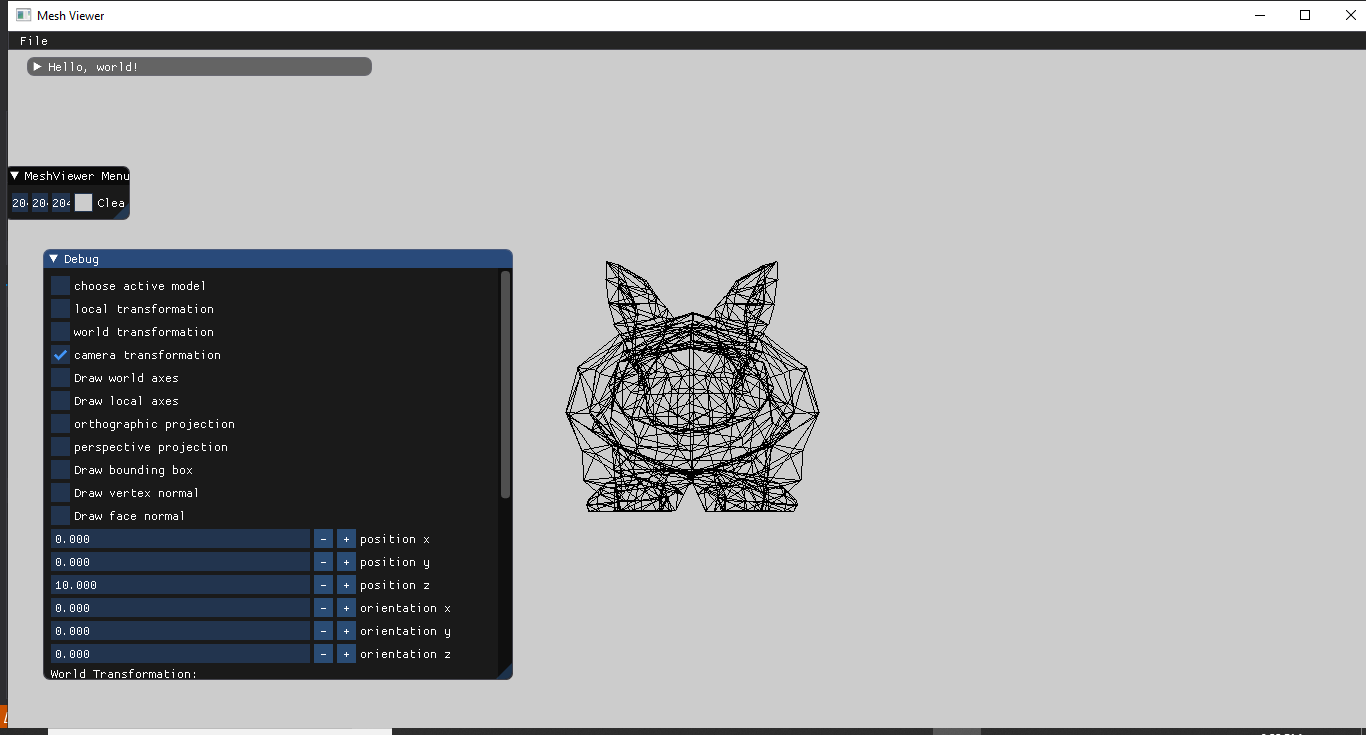 Mesh Viewer
File
Hello, world!
MeshViewer Menu
20 20 204 Clea
Debug
choose active model
local transformation
world transformation
camera transformation
Draw world axes
Draw local axes
orthographic projection
perspective projection
Draw bounding box
Draw vertex normal
Draw face normal
0.000 - + position x
0.000 - + position y
10.000 - + position z
0.000 - + orientation x
0.000 - + orientation y
0.000 - + orientation z
World Transformation: